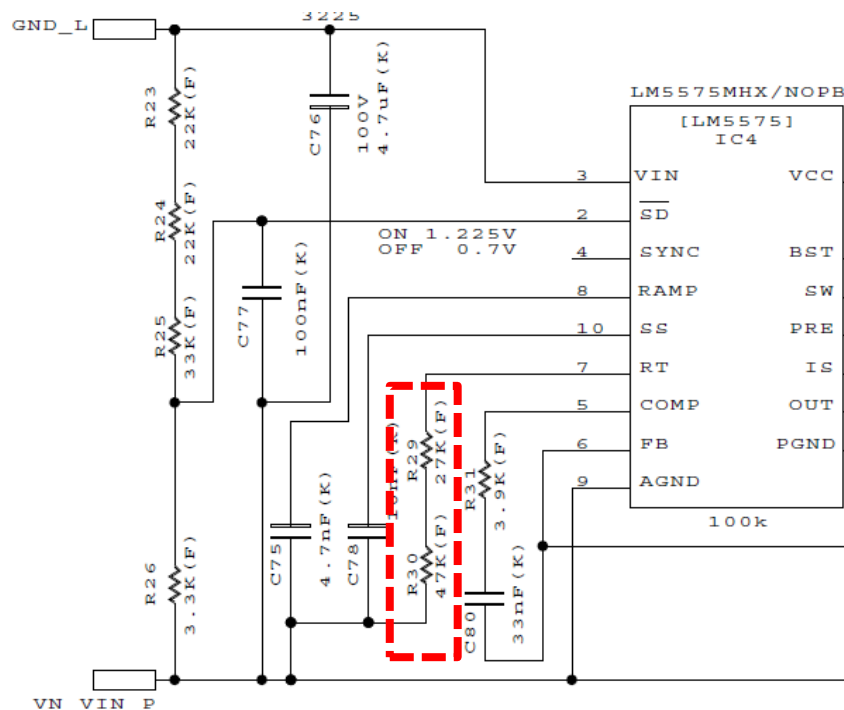 3225
GND_L
R23
22K(F)
C76
100V
4.7uF(K)
LM5575MHX/NOPB
[LM5575]
IC4
3
VIN
VCC
R24
22K(F)
2
SD
ON 1.225V
OFF 0.7V
4
SYNC
BST
C77
100nF(K)
8
RAMP
SW
R25
33K(F)
10
SS
PRE
7
RT
IS
5
COMP
OUT
R29
27K(F)
R31
3.9K(F)
6
FB
PGND
9
AGND
100k
C75
4.7nF(K)
C78
10nF(K)
R30
47K(F)
R26
3.3K(F)
C80
33nF(K)
VN VIN P